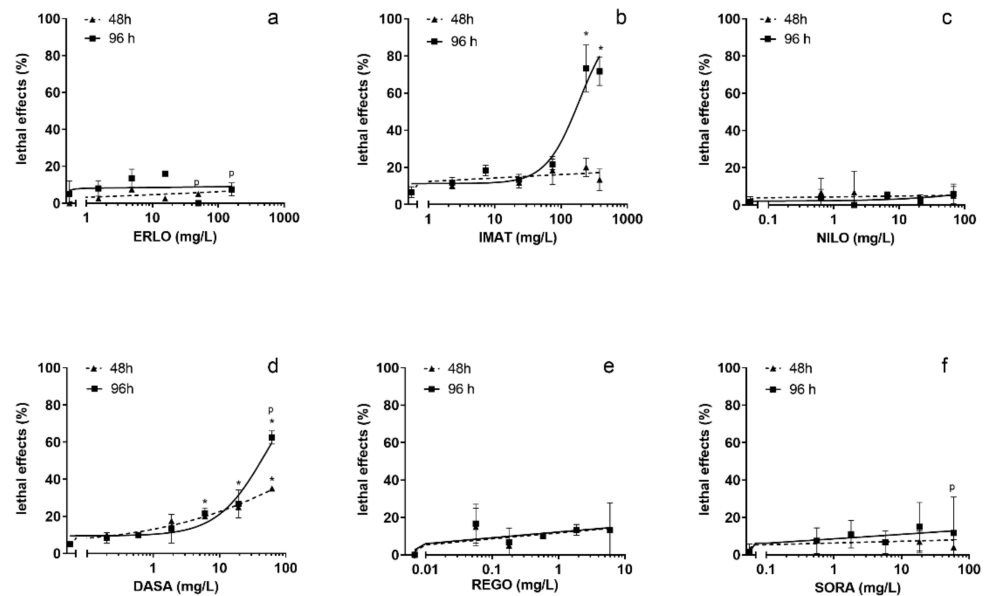 a
48h
96 h
lethal effects (%)
100
80
60
40
20
0
p
p
1
10
100
1000
ERLO (mg/L)
b
48h
96 h
lethal effects (%)
100
80
60
40
20
0
*
*
1
10
100
1000
IMAT (mg/L)
c
48h
96 h
lethal effects (%)
100
80
60
40
20
0
0.1
1
10
100
NILO (mg/L)
d
48h
96h
lethal effects (%)
100
80
60
40
20
0
p
*
*
*
*
0.1
1
10
100
DASA (mg/L)
e
48h
96 h
lethal effects (%)
100
80
60
40
20
0
0.01
0.1
1
10
REGO (mg/L)
f
48h
96 h
lethal effects (%)
100
80
60
40
20
0
p
0.1
1
10
100
SORA (mg/L)